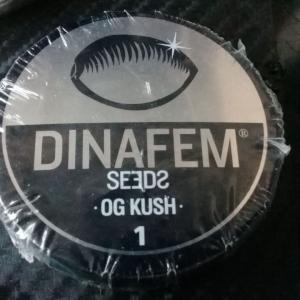 DINAFEM®
SEEDS
·OG KUSH·
1